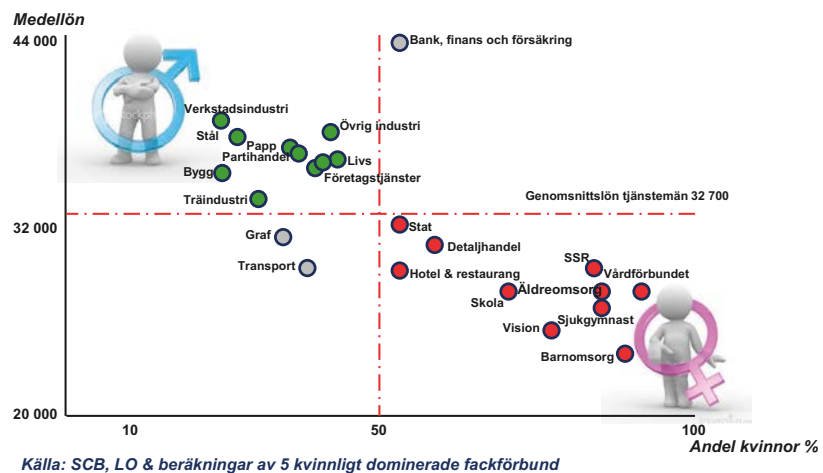 Medellön
44 000
Bank, finans och försäkring
Verkstadsindustri
Övrig industri
Stål
Papp
Partihandel
Livs
Bygg
Företagstjänster
Träindustri
Genomsnittslön tjänstemän 32 700
32 000
Stat
Graf
Detaljhandel
SSR
Transport
Hotel & restaurang
Vårdförbundet
Äldreomsorg
Skola
Sjukgymnast
Vision
Barnomsorg
20 000
10
50
100
Andel kvinnor %
Källa: SCB, LO & beräkningar av 5 kvinnligt dominerade fackförbund